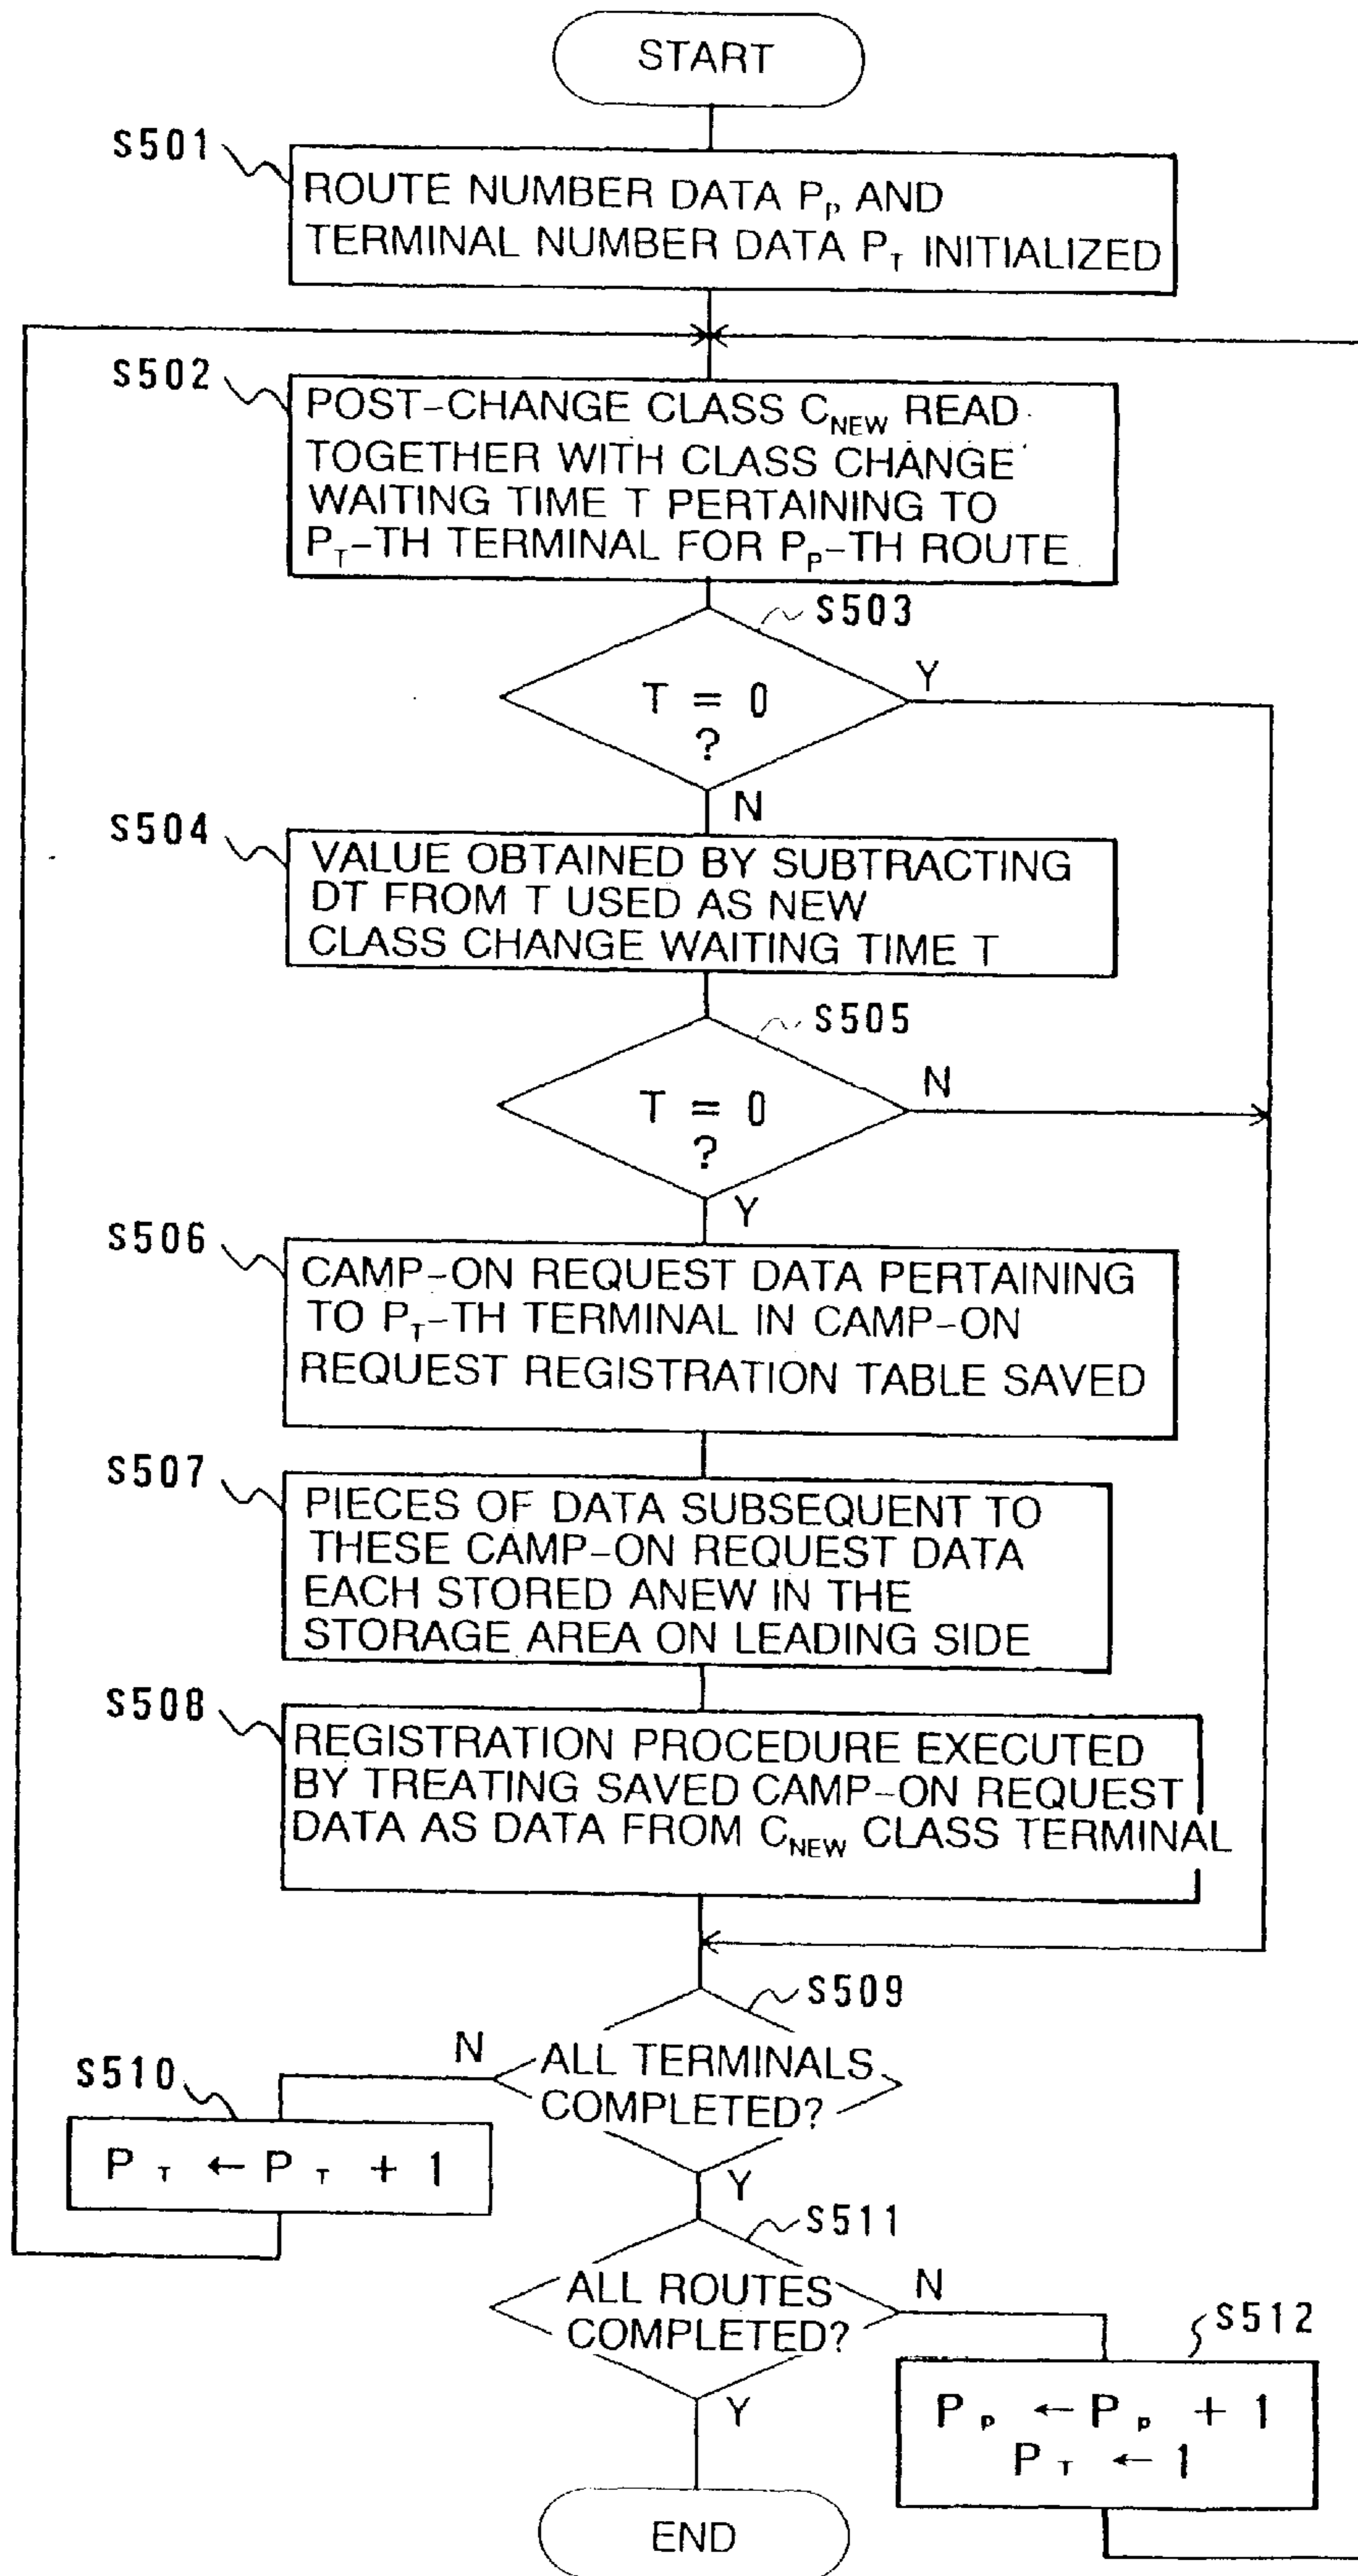 START
S501
ROUTE NUMBER DATA P_P AND
TERMINAL NUMBER DATA P_T INITIALIZED
S502
POST-CHANGE CLASS C_NEW READ
TOGETHER WITH CLASS CHANGE
WAITING TIME T PERTAINING TO
P_T-TH TERMINAL FOR P_P-TH ROUTE
S503
T = 0
?
Y
N
S504
VALUE OBTAINED BY SUBTRACTING
DT FROM T USED AS NEW
CLASS CHANGE WAITING TIME T
S505
T = 0
?
N
Y
S506
CAMP-ON REQUEST DATA PERTAINING
TO P_T-TH TERMINAL IN CAMP-ON
REQUEST REGISTRATION TABLE SAVED
S507
PIECES OF DATA SUBSEQUENT TO
THESE CAMP-ON REQUEST DATA
EACH STORED ANEW IN THE
STORAGE AREA ON LEADING SIDE
S508
REGISTRATION PROCEDURE EXECUTED
BY TREATING SAVED CAMP-ON REQUEST
DATA AS DATA FROM C_NEW CLASS TERMINAL
S509
ALL TERMINALS
COMPLETED?
N
Y
S510
P_T ← P_T + 1
S511
ALL ROUTES
COMPLETED?
N
Y
S512
P_P ← P_P + 1
P_T ← 1
END